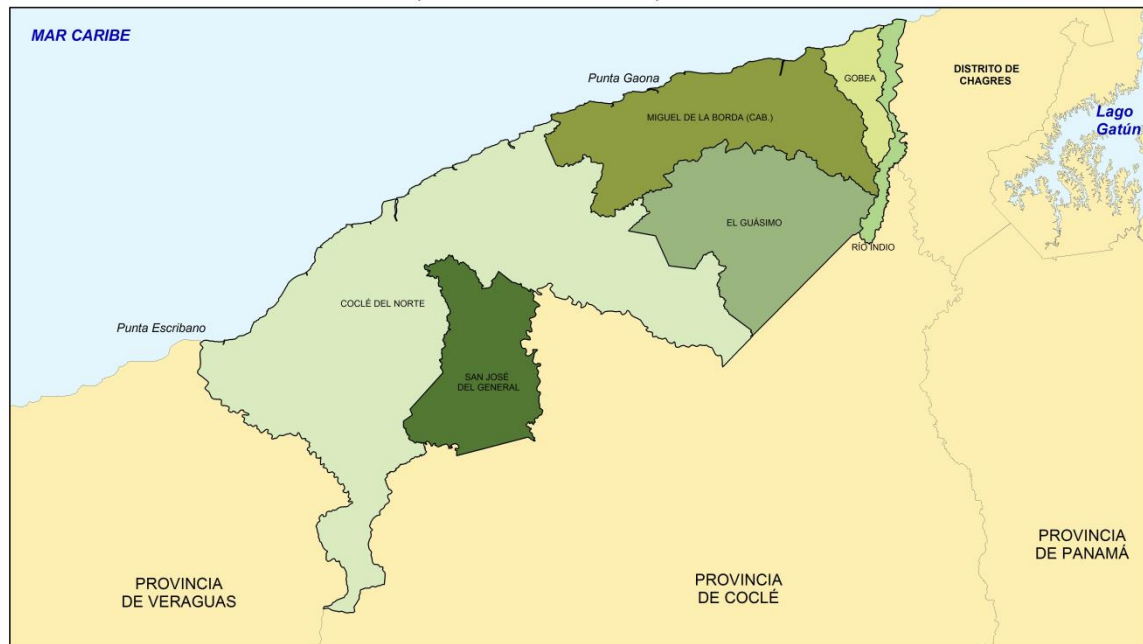 MAR CARIBE
Punta Gaona
GOBEA
DISTRITO DE
CHAGRES
Lago
Gatún
MIGUEL DE LA BORDA (CAB.)
EL GUÁSIMO
RÍO INDIO
COCLÉ DEL NORTE
Punta Escribano
SAN JOSÉ
DEL GENERAL
PROVINCIA
DE VERAGUAS
PROVINCIA
DE COCLÉ
PROVINCIA
DE PANAMÁ